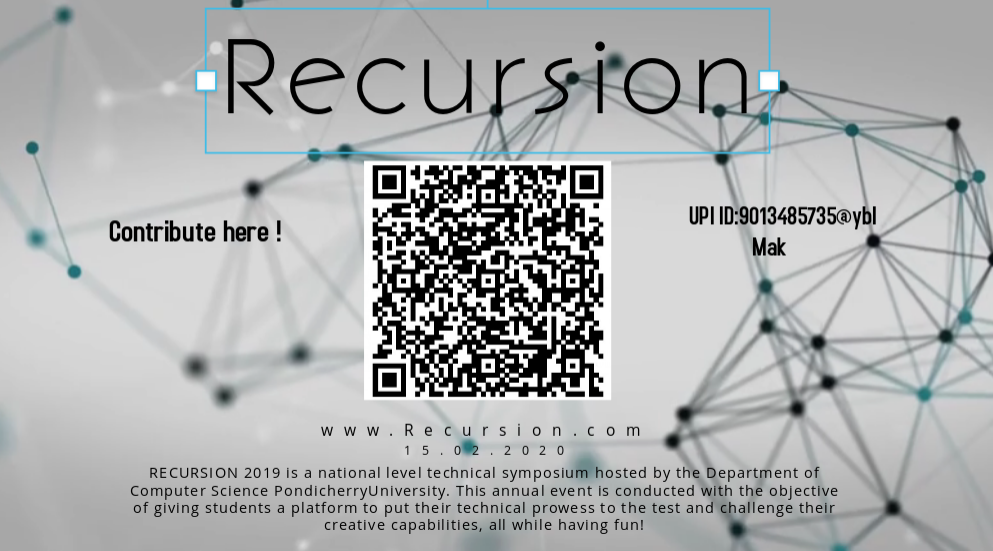 Recursion
Contribute here !
UPI ID:9013485735@ybl
Mak
www.Recursion.com
15.02.2020
RECURSION 2019 is a national level technical symposium hosted by the Department of
Computer Science PondicherryUniversity. This annual event is conducted with the objective
of giving students a platform to put their technical prowess to the test and challenge their
creative capabilities, all while having fun!